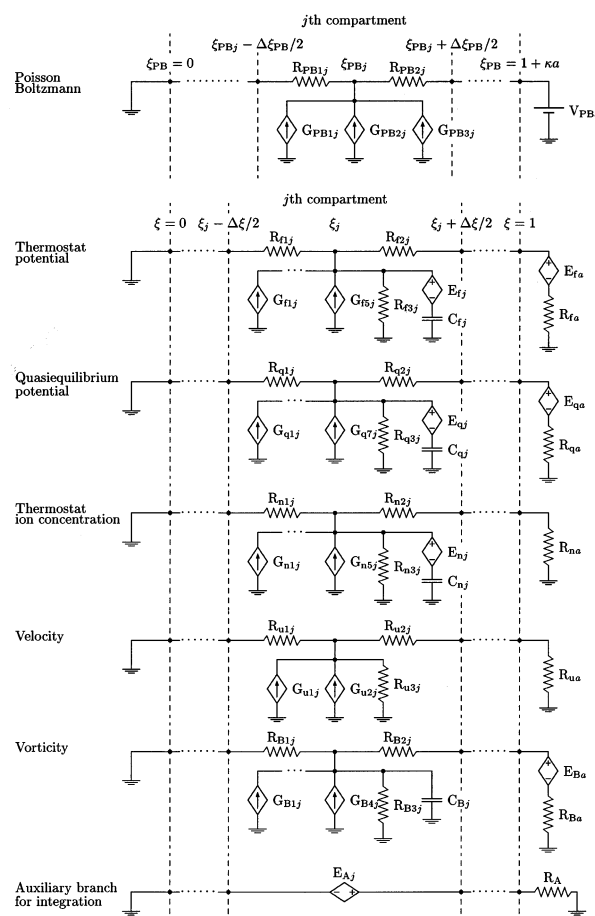 jth compartment
ξPBj − ΔξPB/2 ξPBj + ΔξPB/2
ξPB = 0 RPB1j ξPBj RPB2j ξPB = 1 + κa
Poisson
Boltzmann
VPB
GPB1j GPB2j GPB3j
jth compartment
ξ = 0 ξj − Δξ/2 ξj ξj + Δξ/2 ξ = 1
Thermostat
potential
Rf1j Rf2j
Gf1j ... Gf5j Rf3j Efj Cfj
Efa
Rfa
Quasiequilibrium
potential
Rq1j Rq2j
Gq1j ... Gq7j Rq3j Eqj Cqj
Eqa
Rqa
Thermostat
ion concentration
Rn1j Rn2j
Gn1j ... Gn5j Rn3j Enj Cnj
Rna
Velocity
Ru1j Ru2j
Gu1j Gu2j Ru3j
Rua
Vorticity
RB1j RB2j
GB1j ... GB4j RB3j CBj
EBa
RBa
Auxiliary branch
for integration
EAj RA